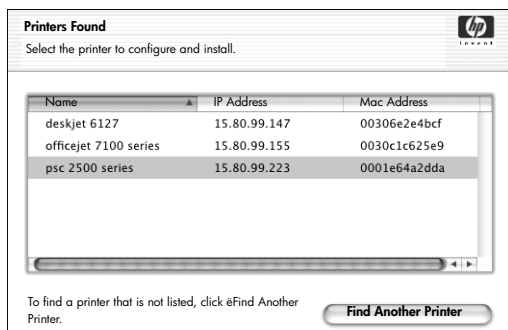 Printers Found
Select the printer to configure and install.
hp
invent
Name IP Address Mac Address
deskjet 6127 15.80.99.147 00306e2e4bcf
officejet 7100 series 15.80.99.155 0030c1c625e9
psc 2500 series 15.80.99.223 0001e64a2dda
To find a printer that is not listed, click ëFind Another
Printer.
Find Another Printer